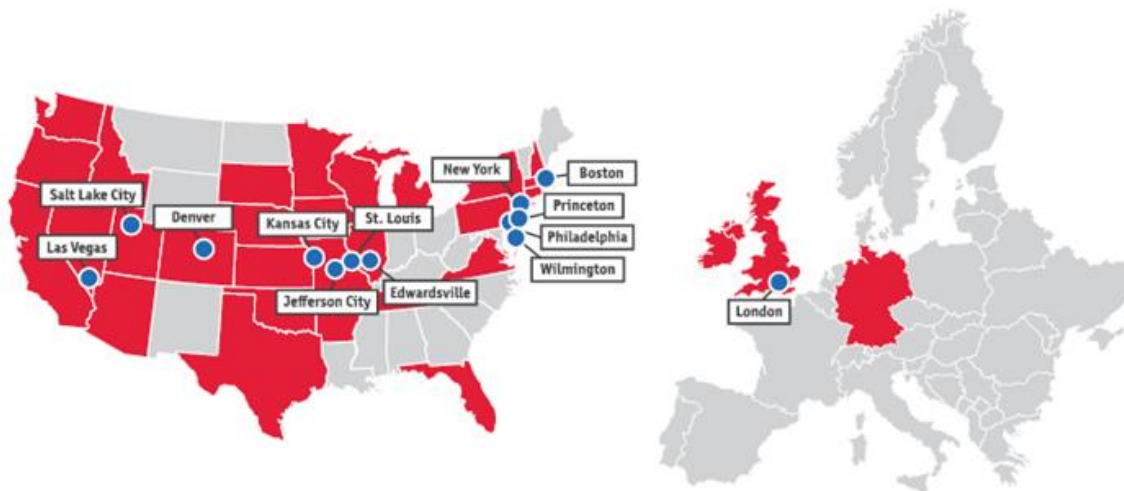 New York
Boston
Salt Lake City
Denver
Kansas City
St. Louis
Princeton
Las Vegas
Philadelphia
Jefferson City
Edwardsville
Wilmington
London